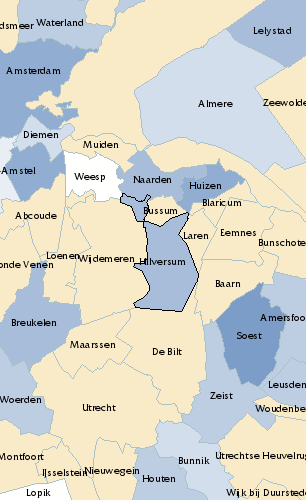 dsmeer
Waterland
Lelystad
Amsterdam
Almere
Zeewolde
Diemen
Muiden
-Amstel
Weesp
Naarden
Huizen
Blaricum
Bussum
Abcoude
Laren
Eemnes
Bunschote
Loenen
Wijdemeren
Hilversum
onde Venen
Baarn
Breukelen
Amersfoo
Soest
Maarssen
De Bilt
Leusden
Woerden
Zeist
Utrecht
Woudenbe
Montfoort
Utrechtse Heuvelrug
Bunnik
IJsselstein
Nieuwegein
Houten
Lopik
Wijk bij Duurstede